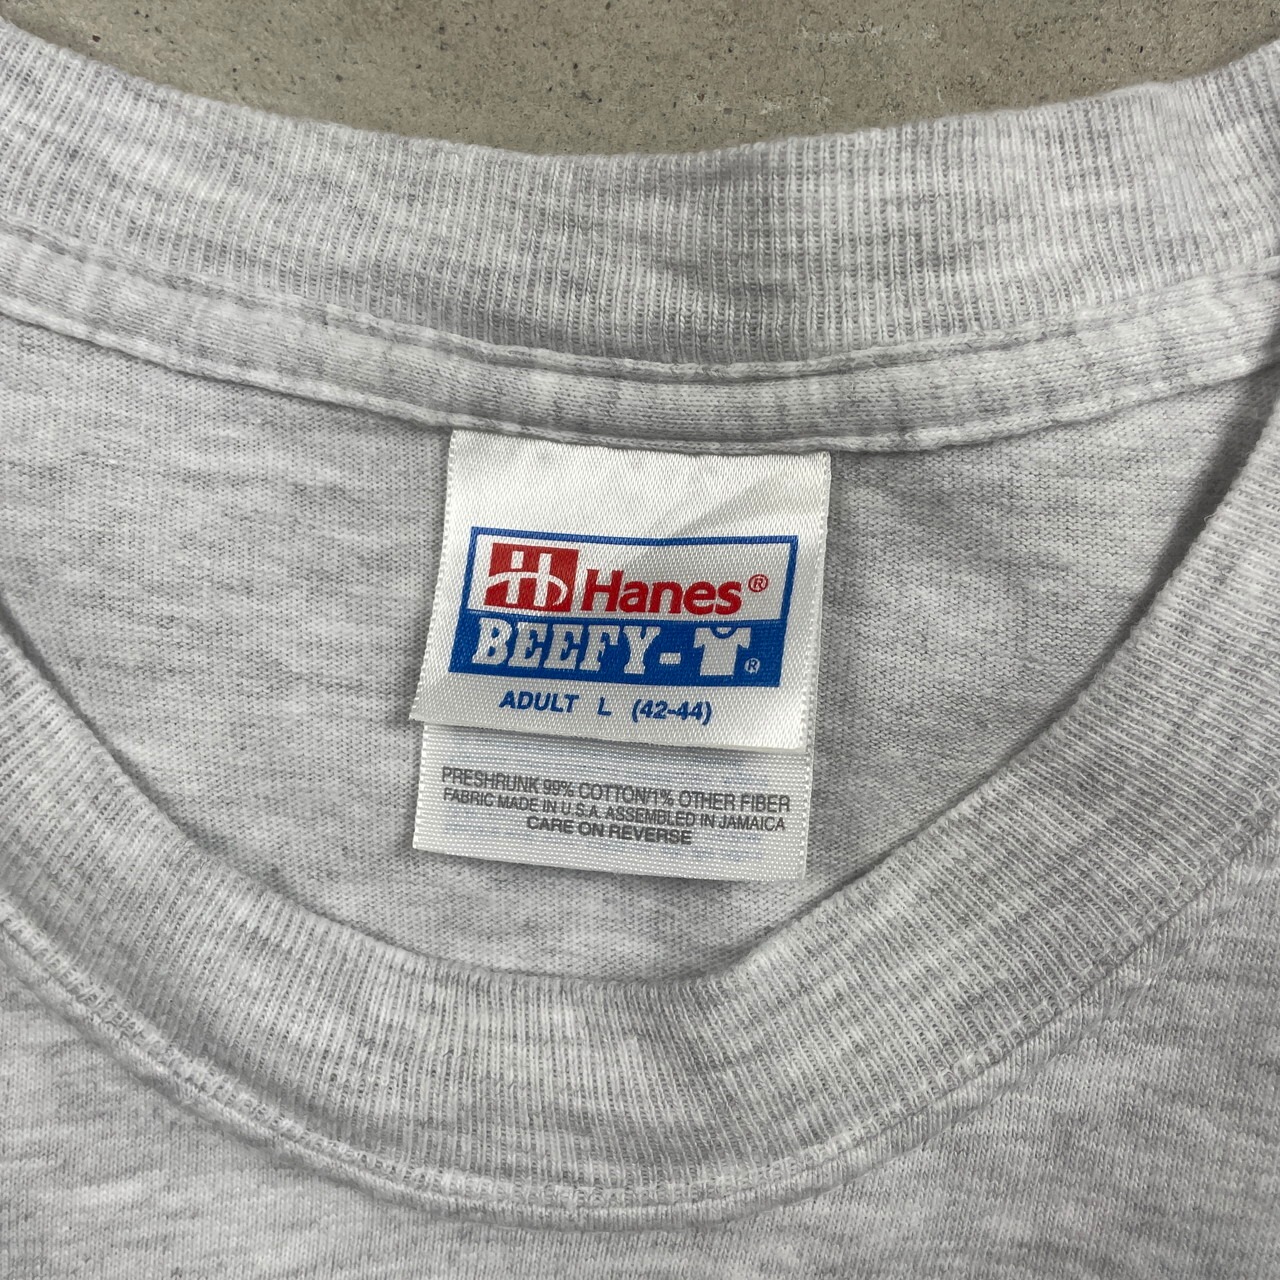 Hanes®
BEEFY-T®
ADULT L (42-44)
PRESHRUNK 99% COTTON/1% OTHER FIBER
FABRIC MADE IN U.S.A. ASSEMBLED IN JAMAICA
CARE ON REVERSE